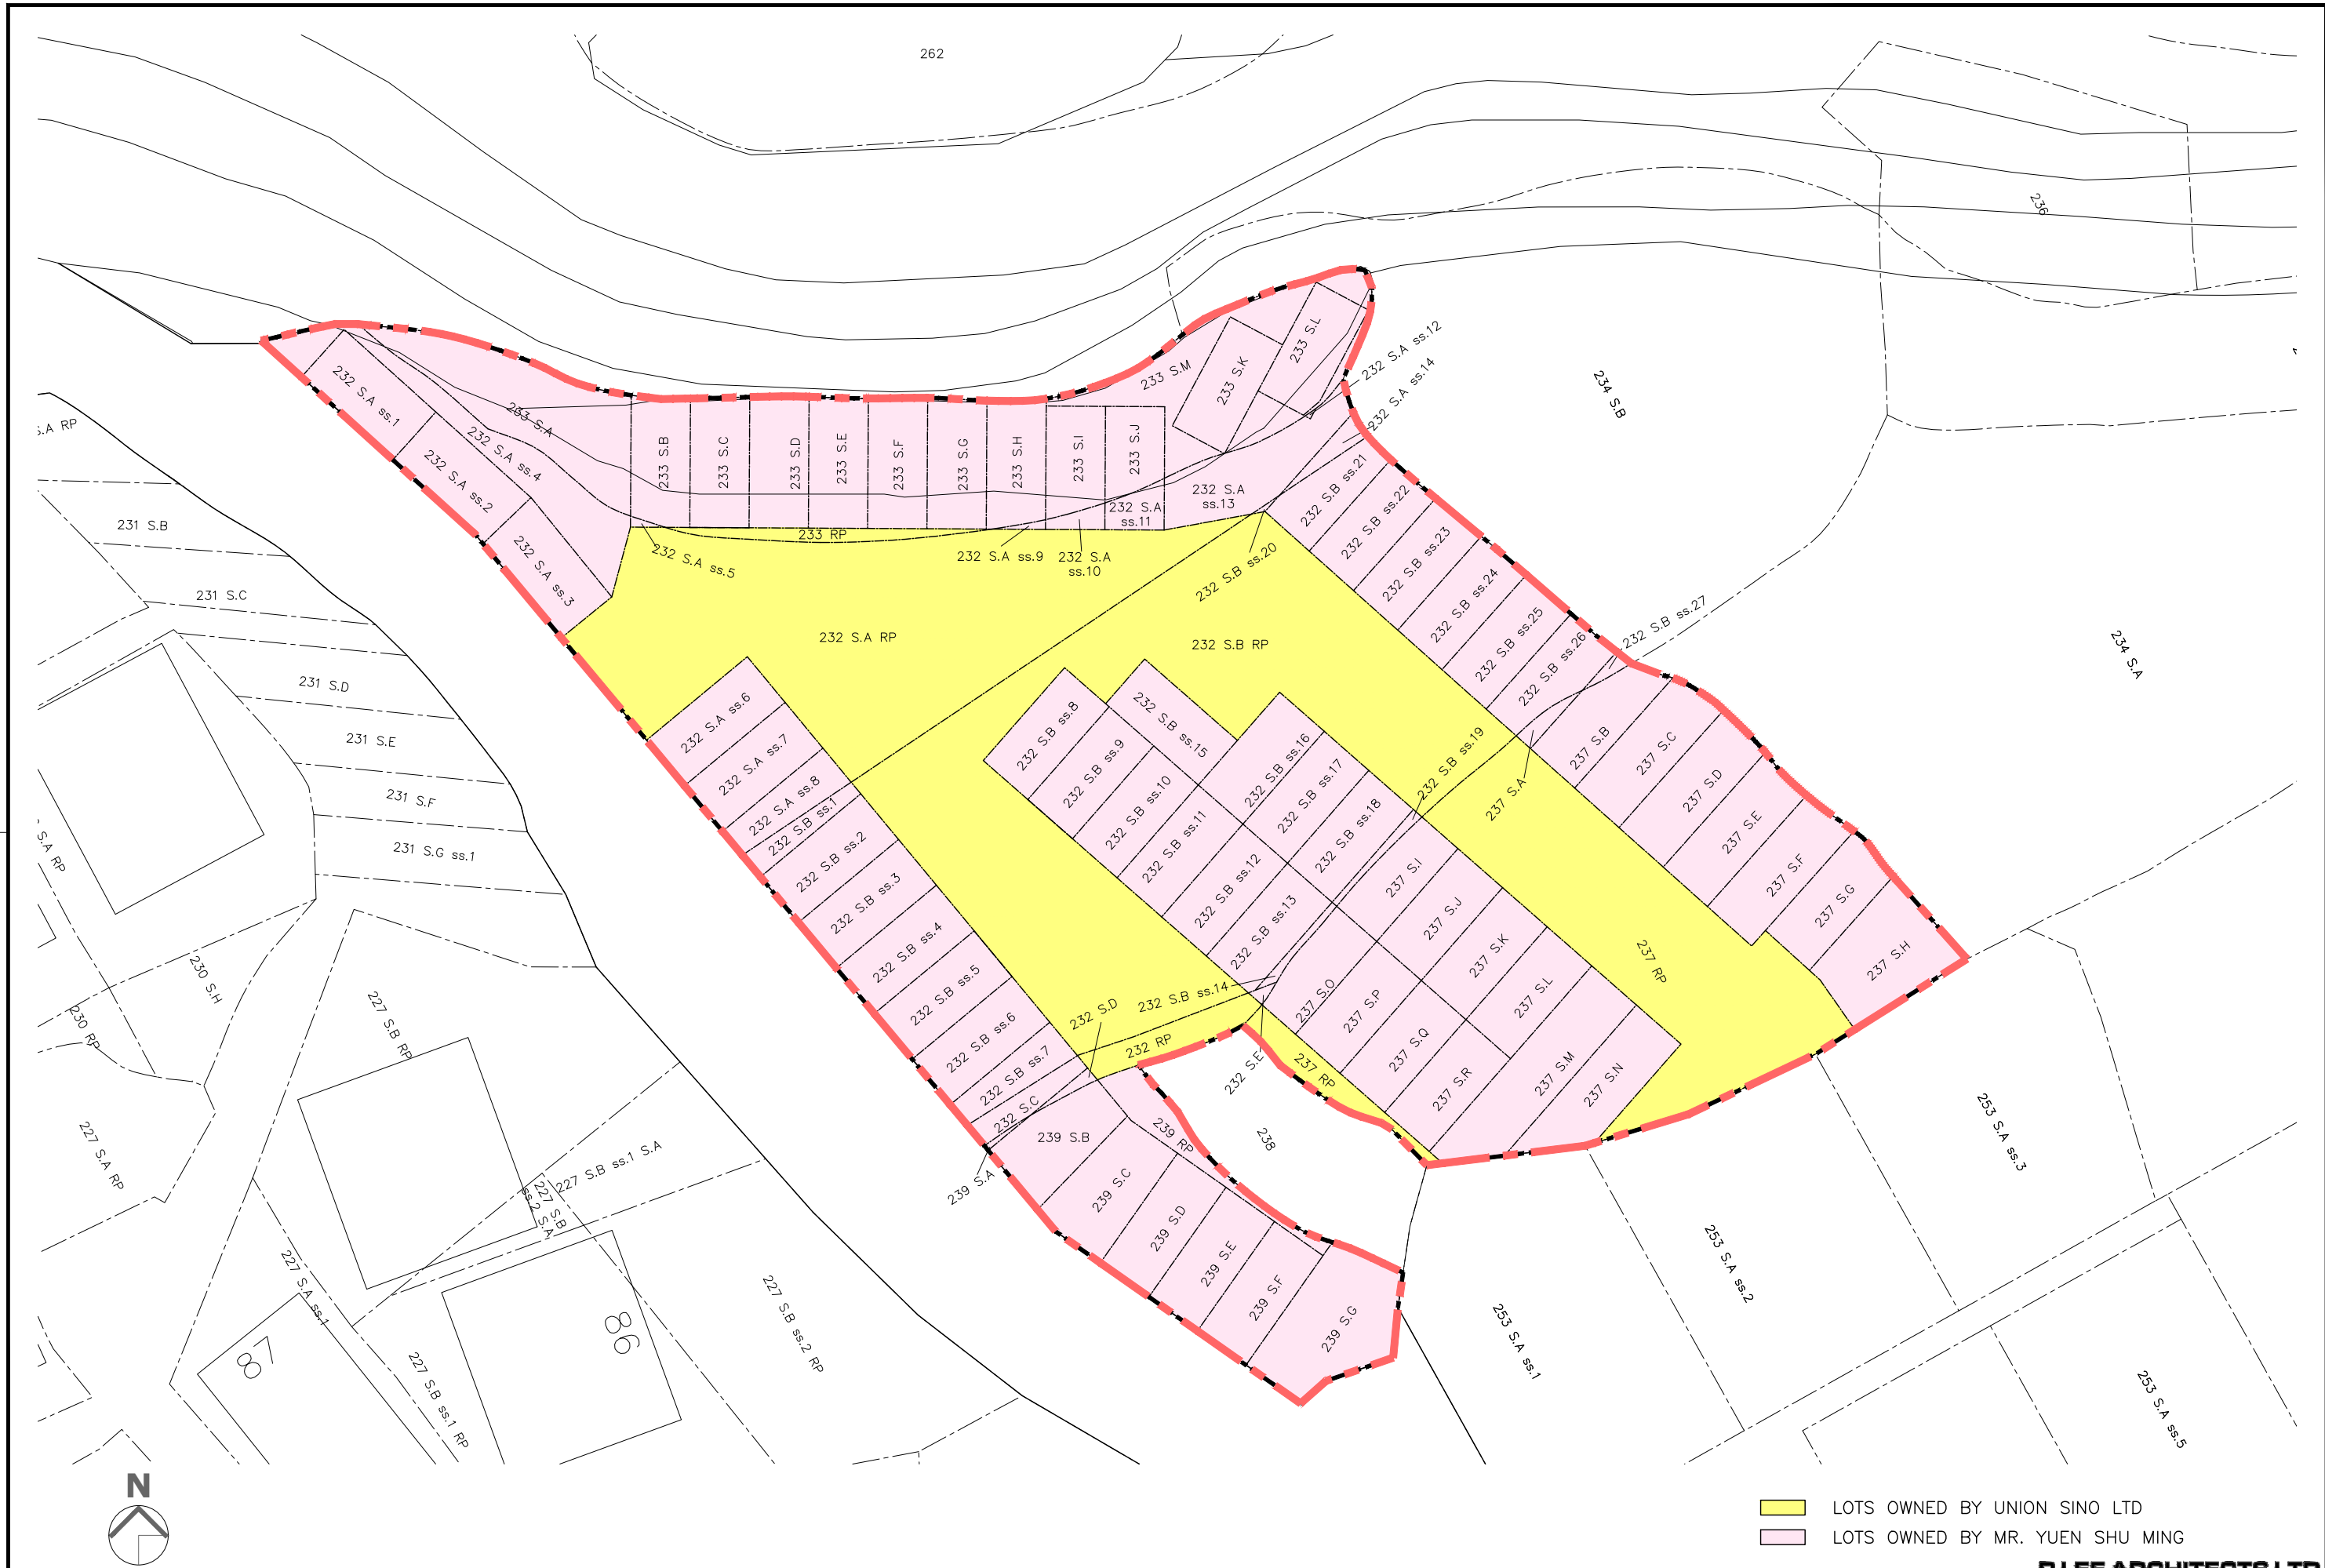 262
236
234 S.B
234 S.A
233 S.L
233 S.K
233 S.M
232 S.A ss.12
232 S.A ss.14
232 S.A ss.1
232 S.A ss.2
232 S.A ss.3
232 S.A ss.4
233 S.A
233 S.B
233 S.C
233 S.D
233 S.E
233 S.F
233 S.G
233 S.H
233 S.I
233 S.J
232 S.A
ss.11
232 S.A
ss.13
233 RP
232 S.A ss.5
232 S.A ss.9
232 S.A
ss.10
232 S.B ss.20
232 S.B ss.21
232 S.B ss.22
232 S.B ss.23
232 S.B ss.24
232 S.B ss.25
232 S.B ss.26
232 S.B ss.27
232 S.A RP
232 S.B RP
S.A RP
231 S.B
231 S.C
231 S.D
231 S.E
231 S.F
231 S.G ss.1
S.A RP
230 S.H
230 RP
227 S.A RP
227 S.B RP
227 S.B ss.1 S.A
227 S.B
ss.2 S.A
227 S.A ss.1
227 S.B ss.1 RP
227 S.B ss.2 RP
86
87
232 S.A ss.6
232 S.A ss.7
232 S.A ss.8
232 S.B ss.1
232 S.B ss.2
232 S.B ss.3
232 S.B ss.4
232 S.B ss.5
232 S.B ss.6
232 S.B ss.7
232 S.C
232 S.D
232 RP
232 S.B ss.14
232 S.E
232 S.B ss.8
232 S.B ss.9
232 S.B ss.10
232 S.B ss.11
232 S.B ss.12
232 S.B ss.13
232 S.B ss.15
232 S.B ss.16
232 S.B ss.17
232 S.B ss.18
232 S.B ss.19
237 S.A
237 S.B
237 S.C
237 S.D
237 S.E
237 S.F
237 S.G
237 S.H
237 S.I
237 S.J
237 S.K
237 S.L
237 S.M
237 S.N
237 S.O
237 S.P
237 S.Q
237 S.R
237 RP
237 RP
238
239 S.A
239 S.B
239 S.C
239 S.D
239 S.E
239 S.F
239 S.G
239 RP
253 S.A ss.1
253 S.A ss.2
253 S.A ss.3
253 S.A ss.5
N
LOTS OWNED BY UNION SINO LTD
LOTS OWNED BY MR. YUEN SHU MING